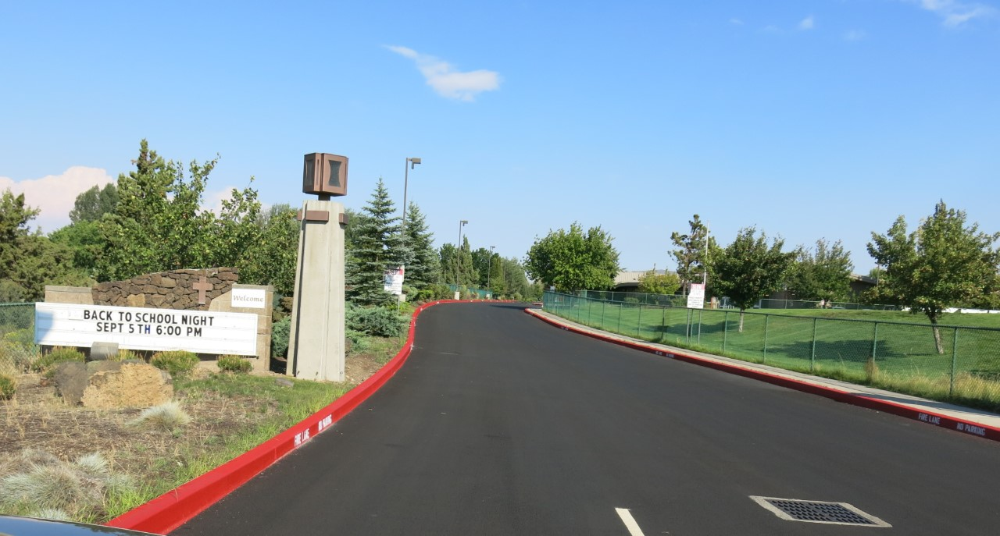 Welcome
BACK TO SCHOOL NIGHT
SEPT 5TH 6:00 PM
FIRE LANE
NO PARKING
FIRE LANE
NO PARKING